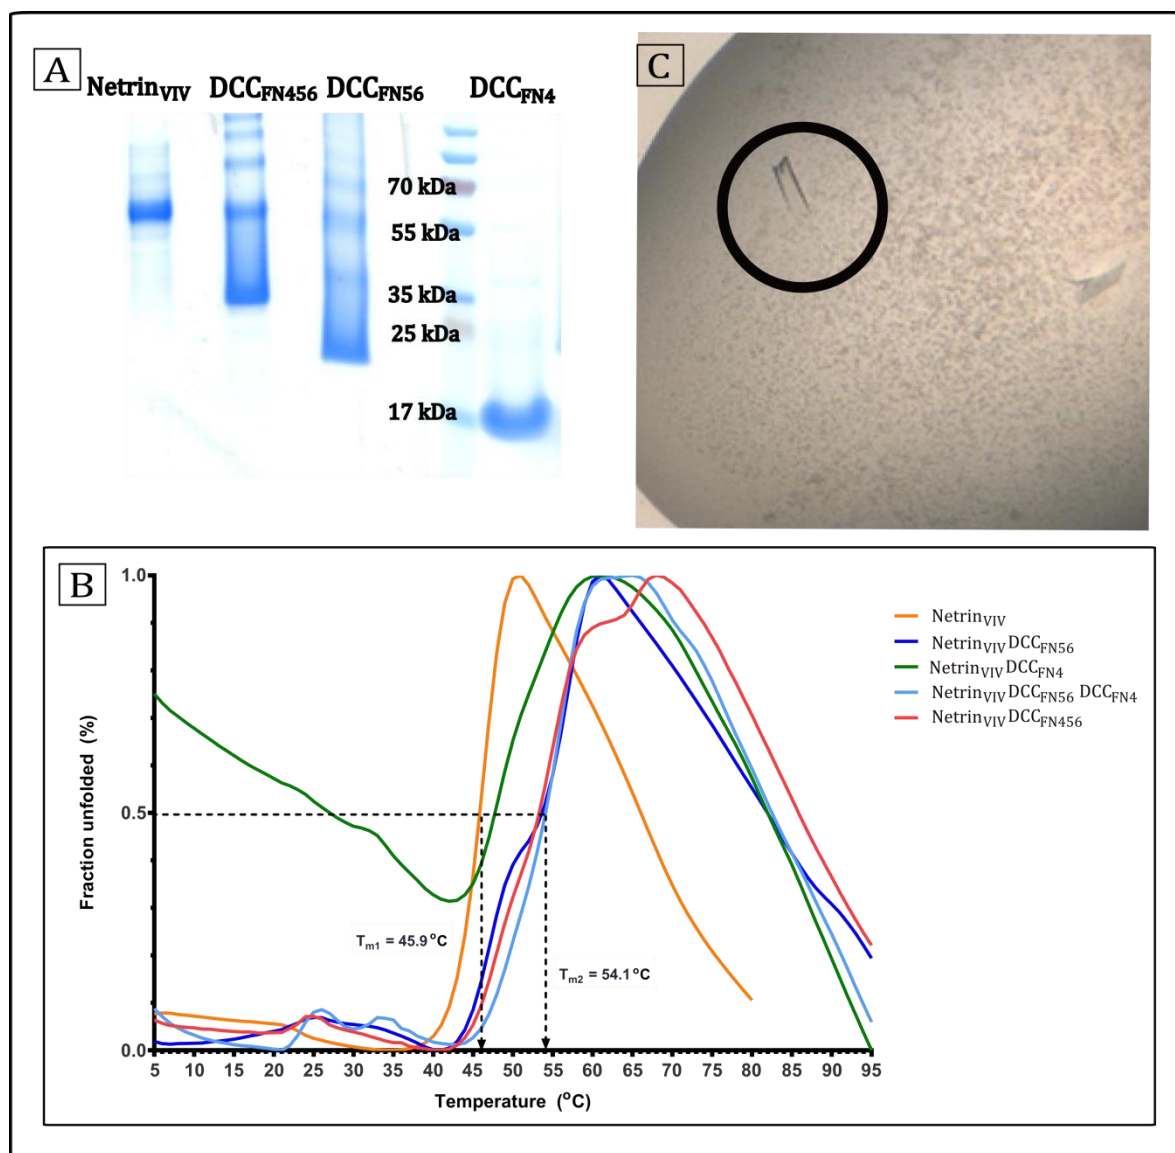 A
Netrin_VIV DCC_FN456 DCC_FN56 DCC_FN4
70 kDa
55 kDa
35 kDa
25 kDa
17 kDa
C
B
1.0
0.5
0.0
Fraction unfolded (%)
T_m1 = 45.9 °C
T_m2 = 54.1 °C
5 10 15 20 25 30 35 40 45 50 55 60 65 70 75 80 85 90 95
Temperature (°C)
Netrin_VIV
Netrin_VIV DCC_FN56
Netrin_VIV DCC_FN4
Netrin_VIV DCC_FN56 DCC_FN4
Netrin_VIV DCC_FN456